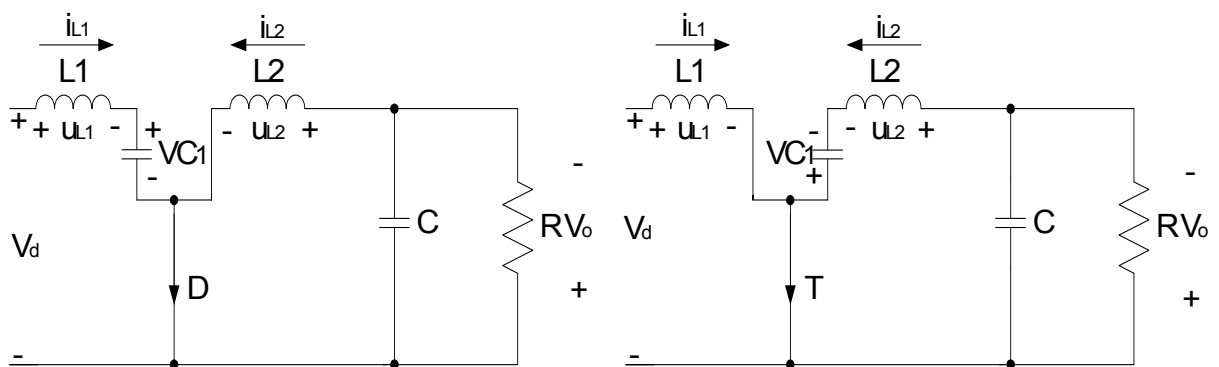 iL1 iL2 iL1 iL2
L1 L2 L1 L2
+ + uL1 - + - uL2 + + + uL1 - - - uL2 +
VC1 VC1
- - + -
C RVo C RVo
Vd Vd
D + T +
- -